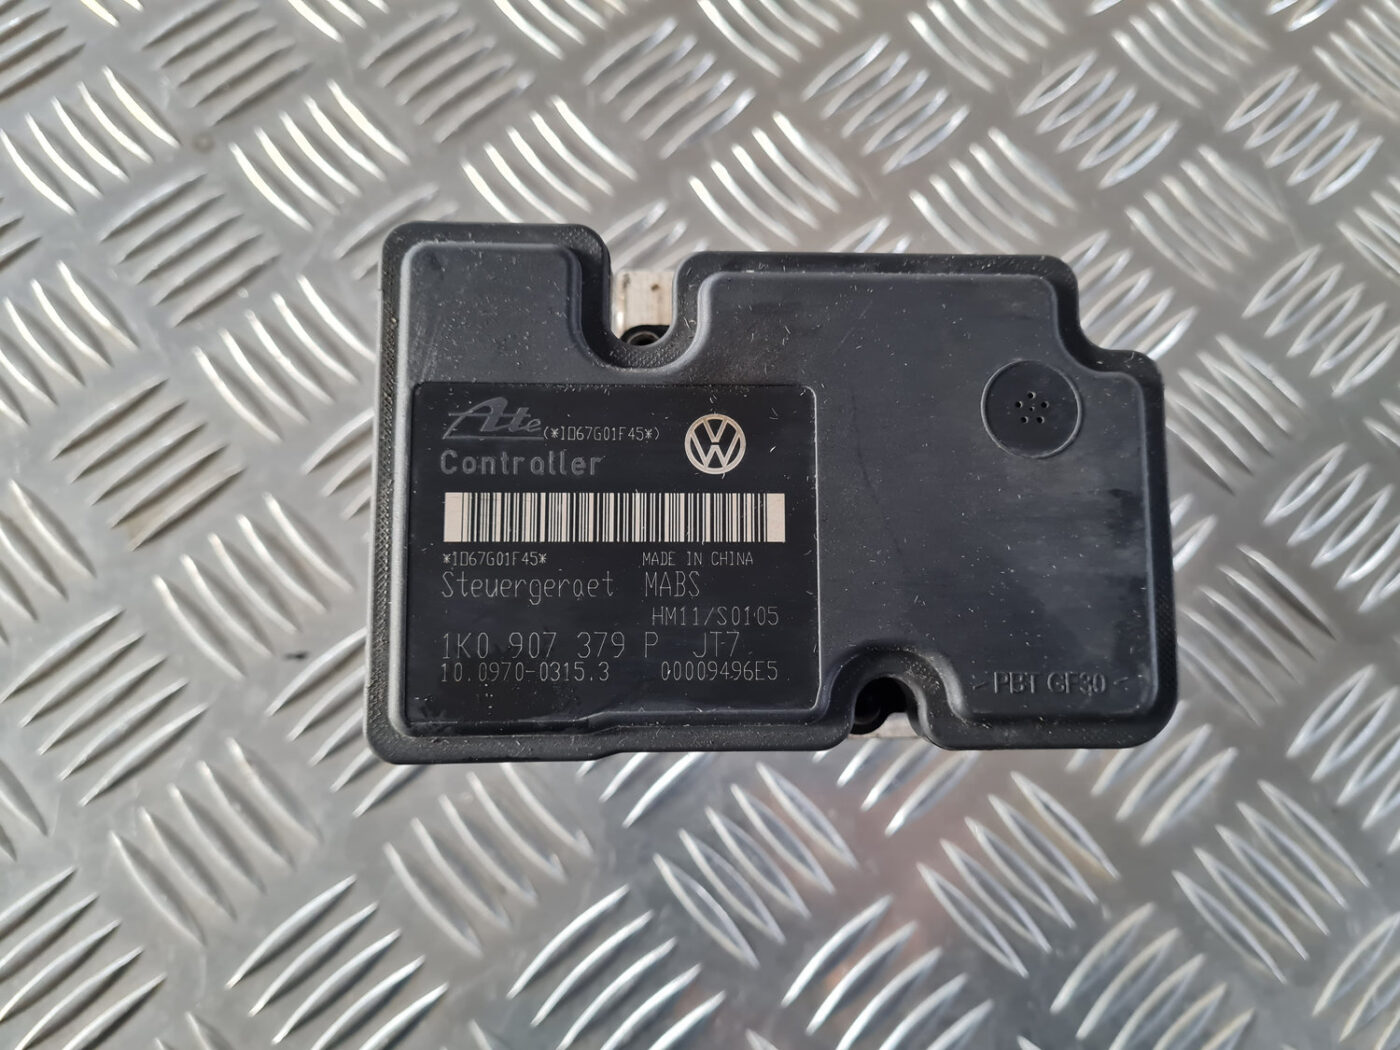 Ate (*1D67G01F45*)
Controller
*1D67G01F45* MADE IN CHINA
Steuergeraet MABS
HM11/S0105
1K0 907 379 P JT7
10.0970-0315.3 00009496E5
>PBT GF30<